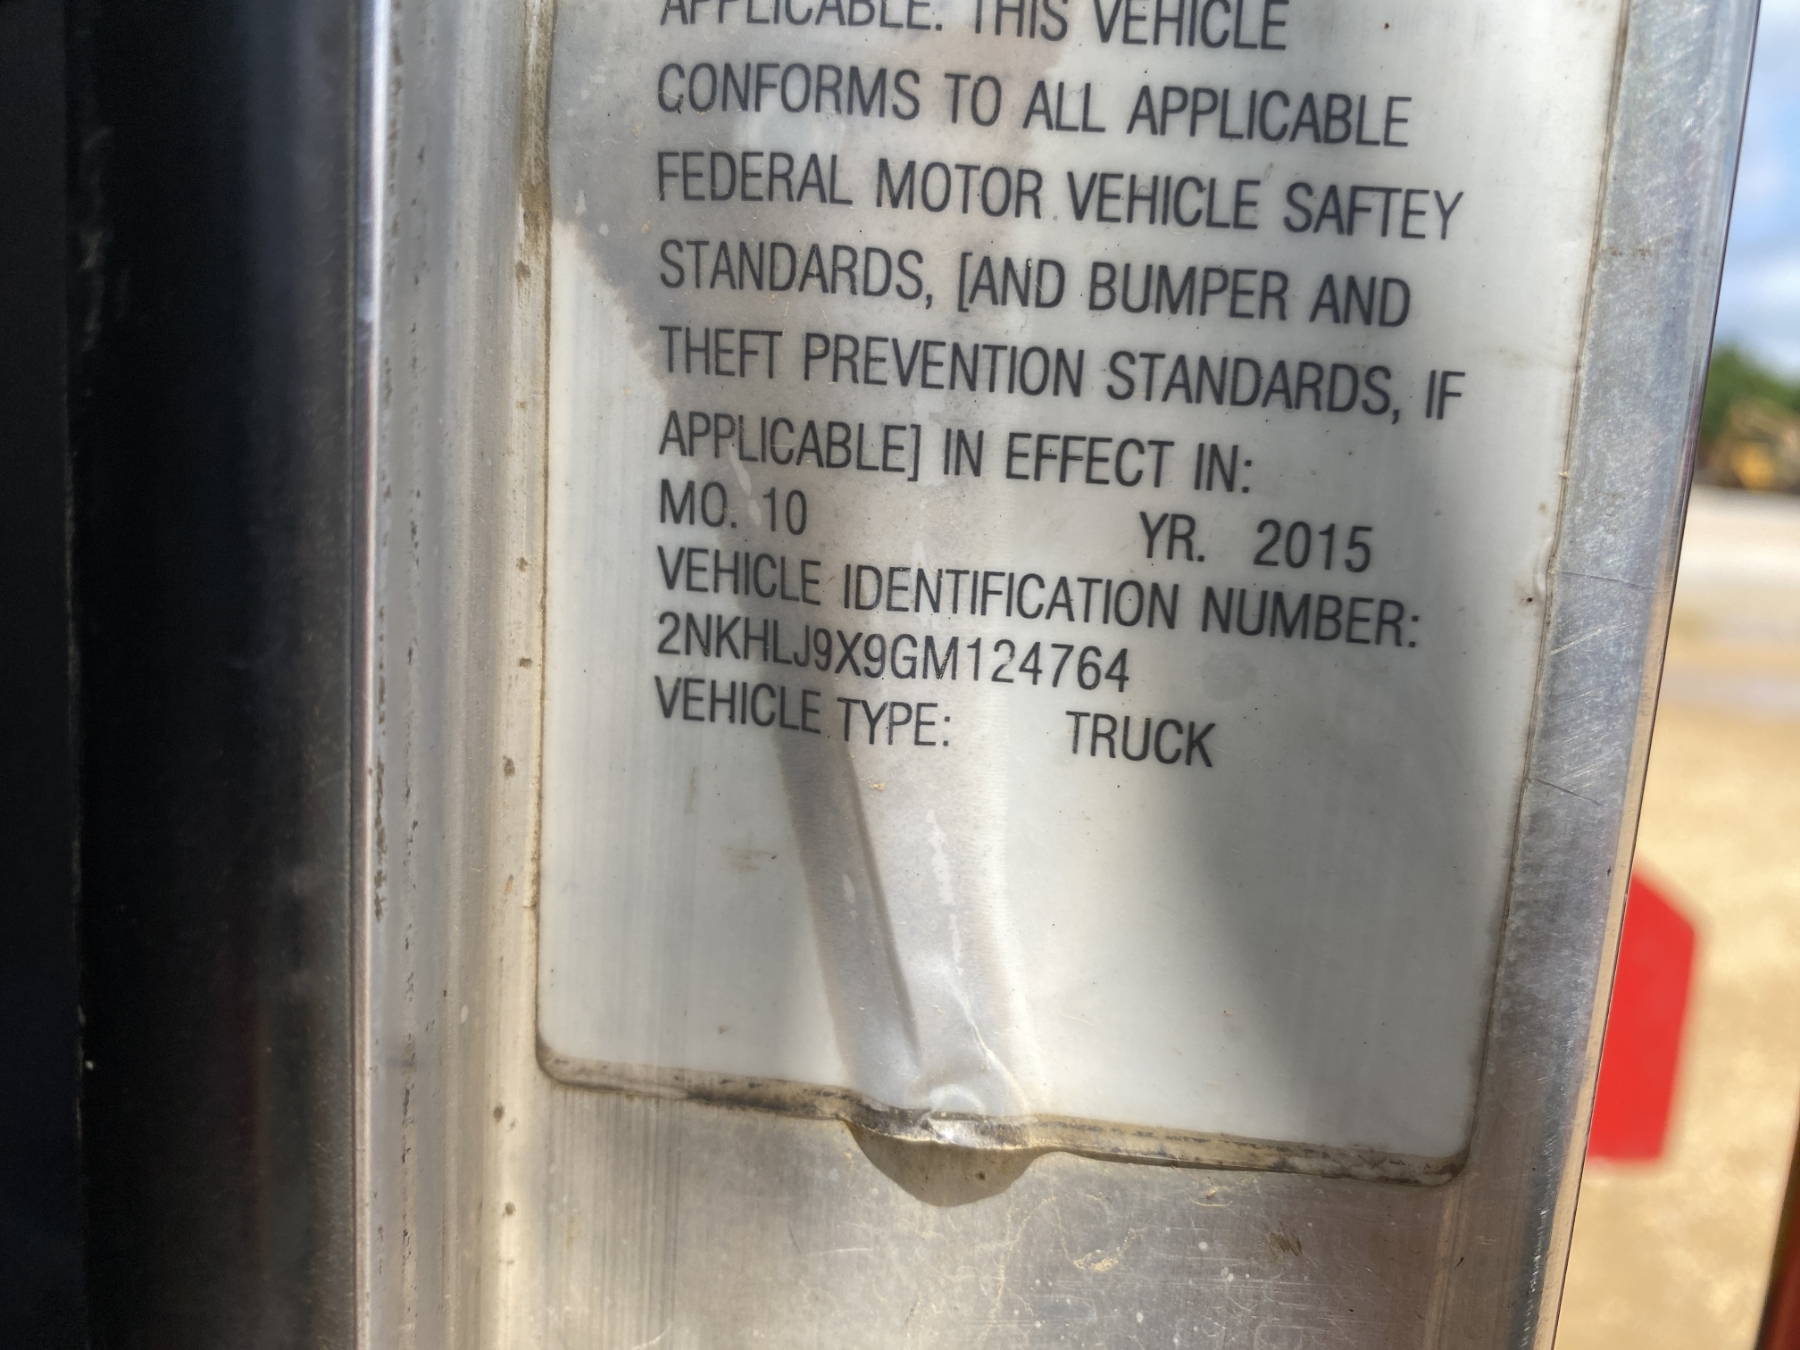 APPLICABLE. THIS VEHICLE
CONFORMS TO ALL APPLICABLE
FEDERAL MOTOR VEHICLE SAFTEY
STANDARDS, [AND BUMPER AND
THEFT PREVENTION STANDARDS, IF
APPLICABLE] IN EFFECT IN:
MO. 10 YR. 2015
VEHICLE IDENTIFICATION NUMBER:
2NKHLJ9X9GM124764
VEHICLE TYPE: TRUCK